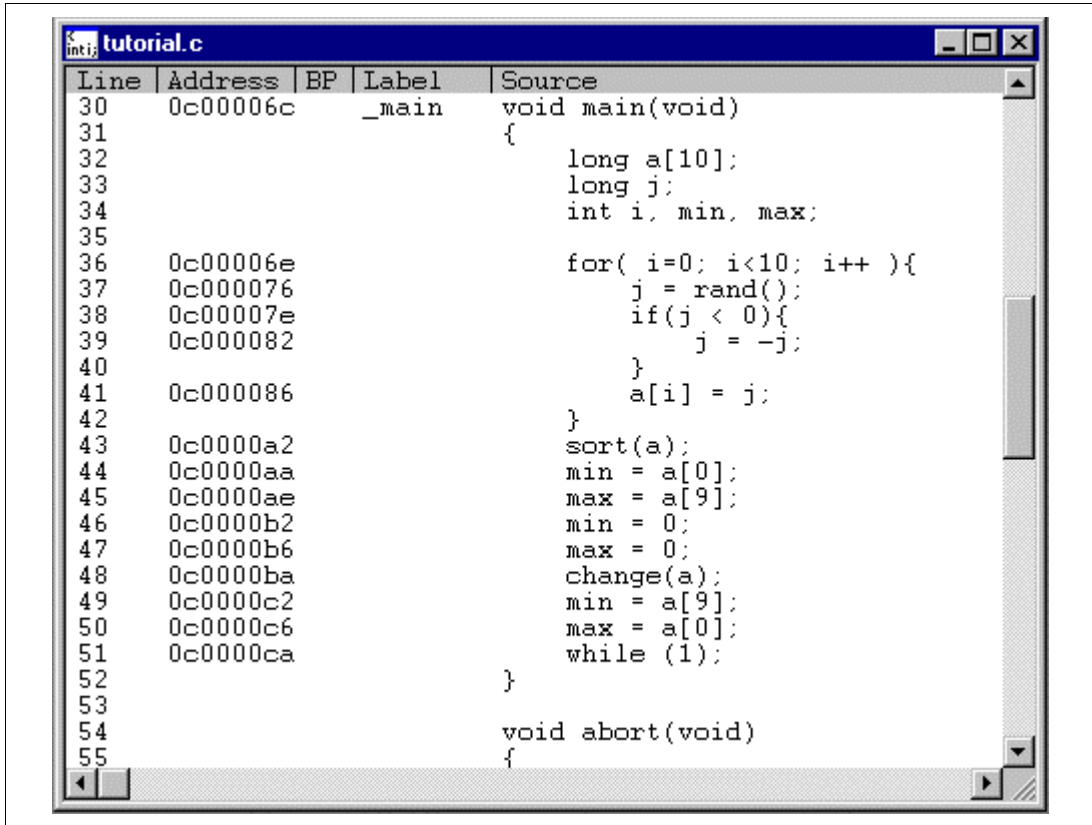 inti; tutorial.c
Line Address BP Label Source
30 0c00006c _main void main(void)
31 {
32 long a[10];
33 long j;
34 int i, min, max;
35
36 0c00006e for( i=0; i<10; i++ ){
37 0c000076 j = rand();
38 0c00007e if(j < 0){
39 0c000082 j = -j;
40 }
41 0c000086 a[i] = j;
42 }
43 0c0000a2 sort(a);
44 0c0000aa min = a[0];
45 0c0000ae max = a[9];
46 0c0000b2 min = 0;
47 0c0000b6 max = 0;
48 0c0000ba change(a);
49 0c0000c2 min = a[9];
50 0c0000c6 max = a[0];
51 0c0000ca while (1);
52 }
53
54 void abort(void)
55 {